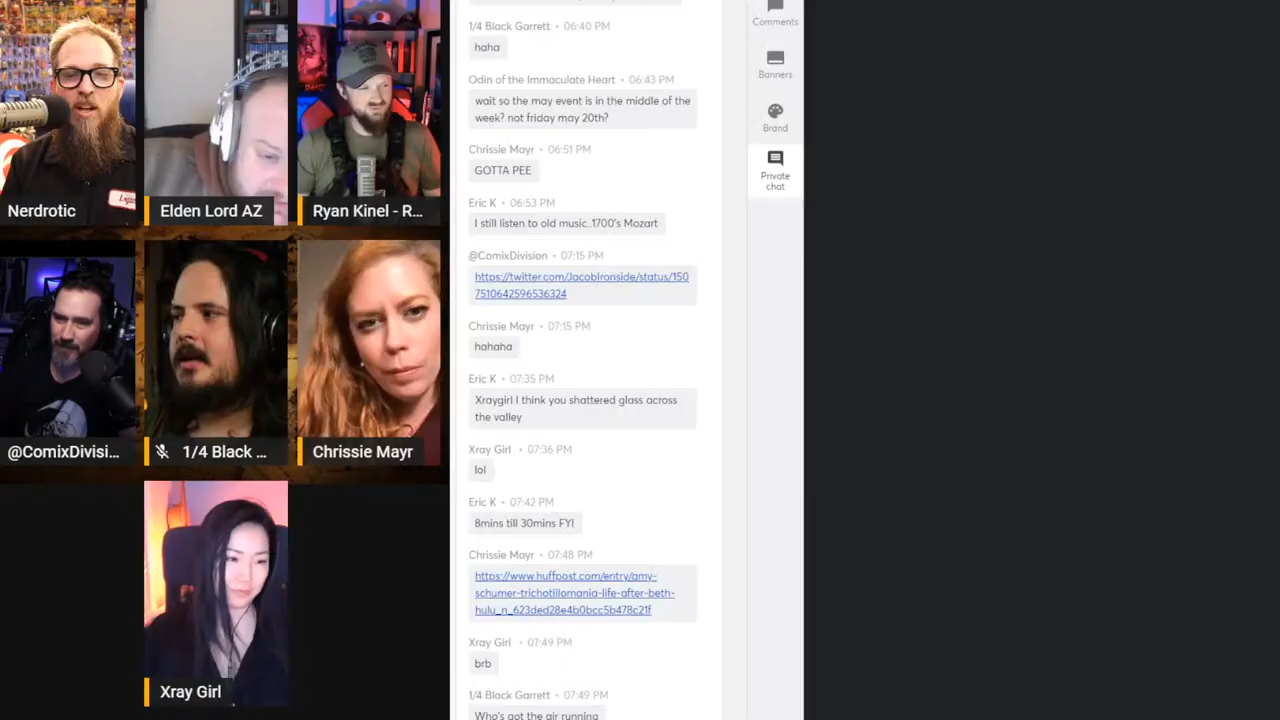 Nerdrotic
Elden Lord AZ
Ryan Kinel - R...
@ComixDivisi...
1/4 Black ...
Chrissie Mayr
Xray Girl
1/4 Black Garrett • 06:40 PM
haha
Odin of the Immaculate Heart • 06:43 PM
wait so the may event is in the middle of the
week? not friday may 20th?
Chrissie Mayr • 06:51 PM
GOTTA PEE
Eric K • 06:53 PM
I still listen to old music..1700's Mozart
@ComixDivision • 07:15 PM
https://twitter.com/JacobIronside/status/150
7510642596536324
Chrissie Mayr • 07:15 PM
hahaha
Eric K • 07:35 PM
Xraygirl I think you shattered glass across
the valley
Xray Girl • 07:36 PM
lol
Eric K • 07:42 PM
8mins till 30mins FYI
Chrissie Mayr • 07:48 PM
https://www.huffpost.com/entry/amy-
schumer-trichotillomania-life-after-beth-
hulu_n_623ded28e4b0bcc5b478c21f
Xray Girl • 07:49 PM
brb
1/4 Black Garrett • 07:49 PM
Who's got the air running
Comments
Banners
Brand
Private
chat